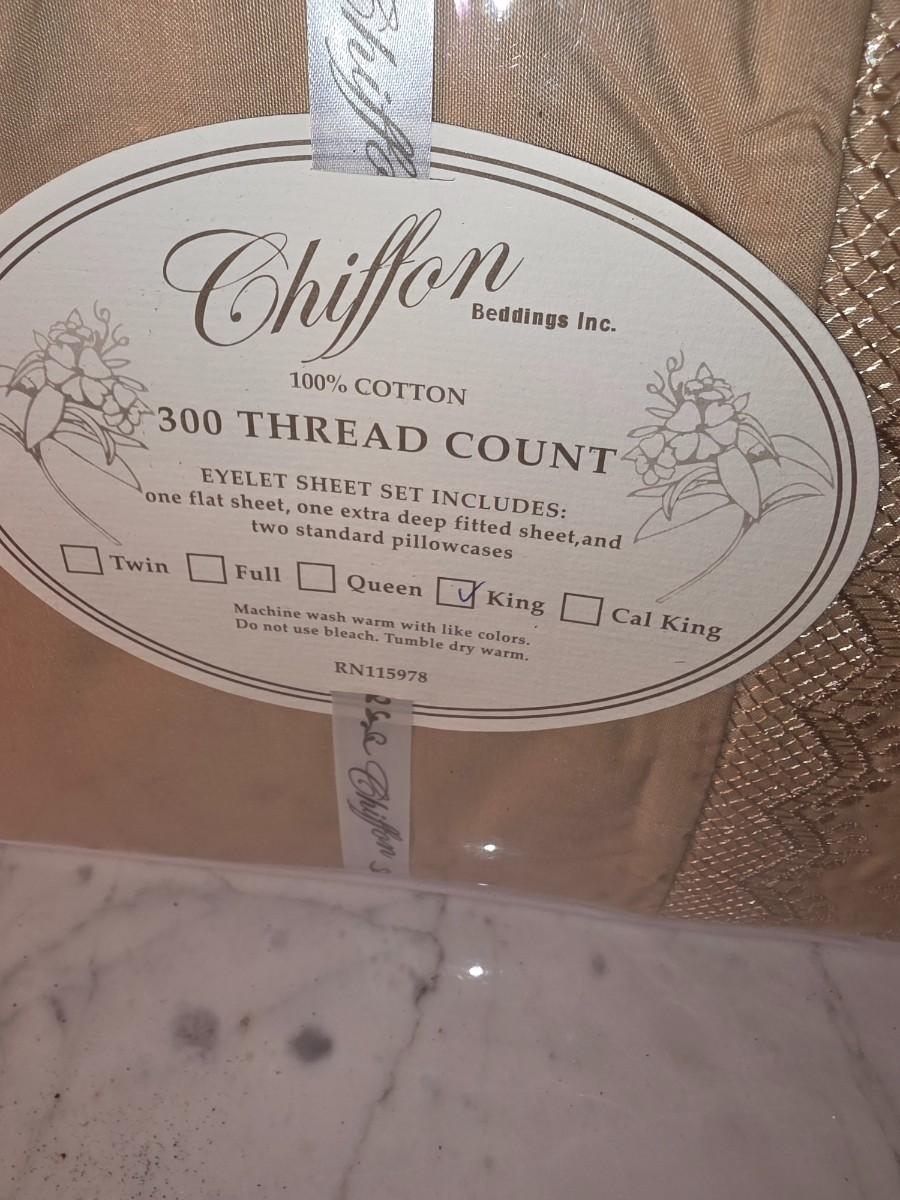 Chiffon
Beddings Inc.
100% COTTON
300 THREAD COUNT
EYELET SHEET SET INCLUDES:
one flat sheet, one extra deep fitted sheet,and
two standard pillowcases
Twin Full Queen King Cal King
Machine wash warm with like colors.
Do not use bleach. Tumble dry warm.
RN115978
Chiffon